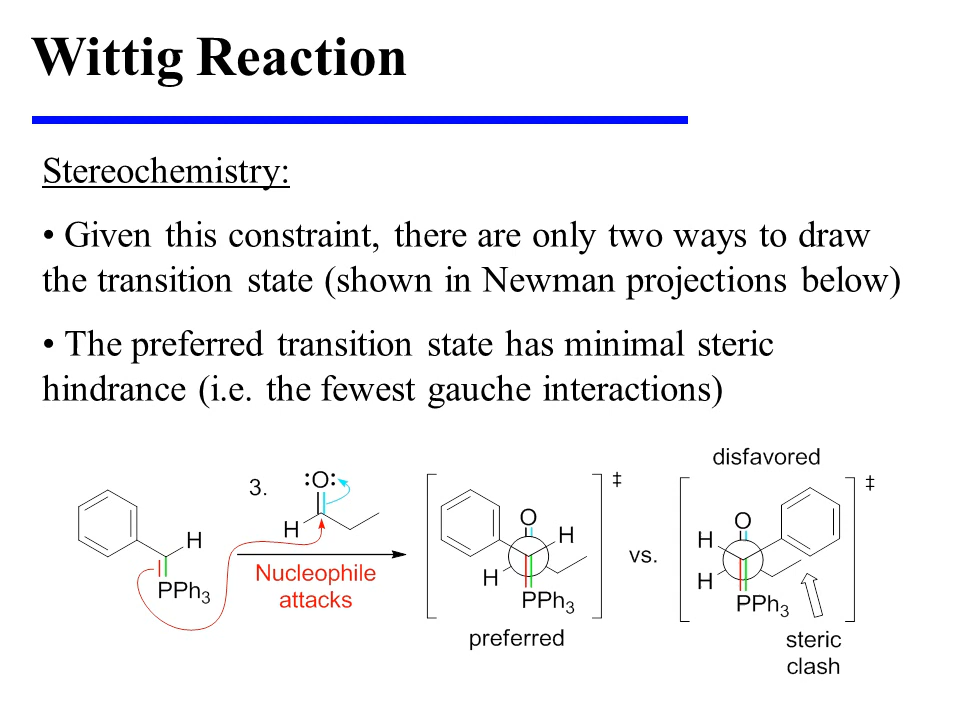 Wittig Reaction
Stereochemistry:
• Given this constraint, there are only two ways to draw
the transition state (shown in Newman projections below)
• The preferred transition state has minimal steric
hindrance (i.e. the fewest gauche interactions)
H
PPh3
3.
:O:
H
Nucleophile
attacks
O
H
H
PPh3
‡
preferred
vs.
disfavored
H
O
H
PPh3
‡
steric
clash